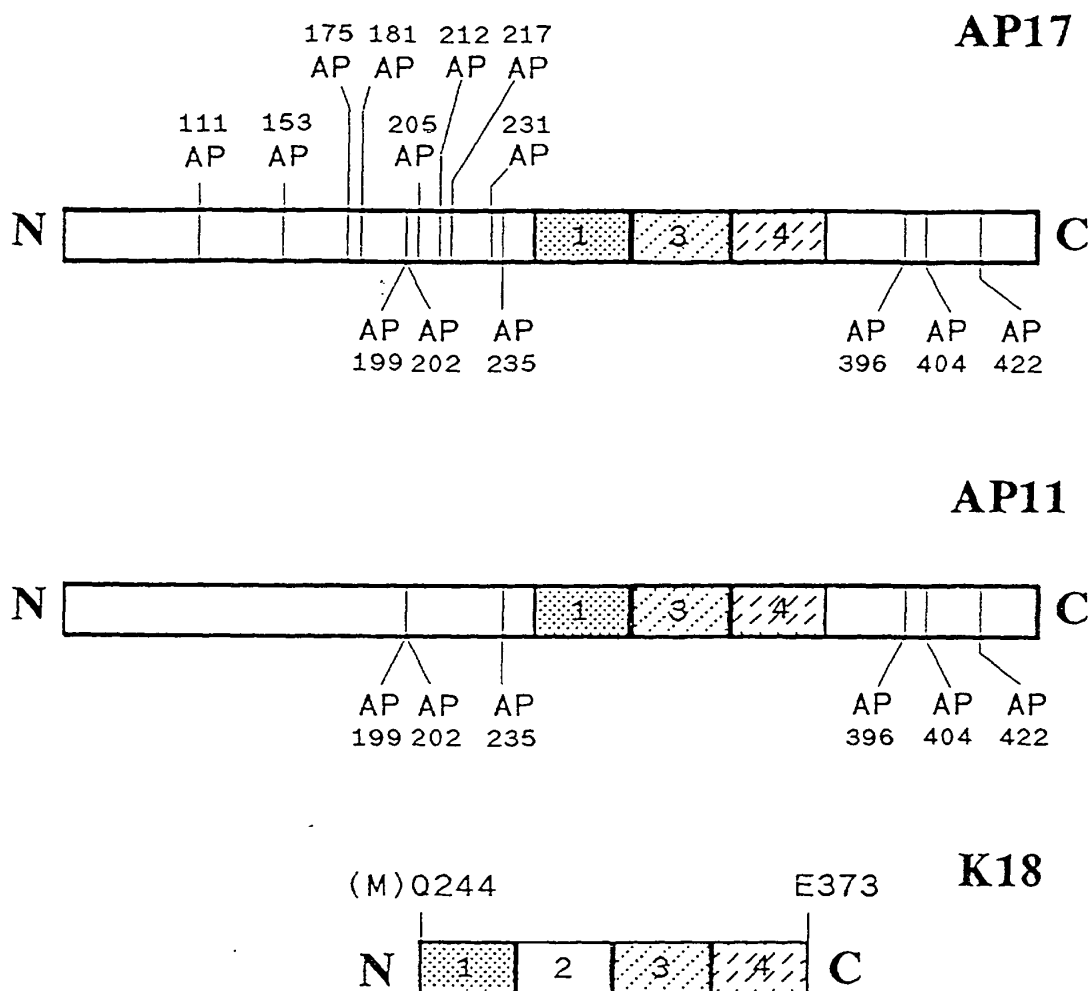 AP17
175 181 212 217
AP AP AP AP
111 153 205 231
AP AP AP AP
N 1 3 4 C
AP AP AP AP AP AP
199 202 235 396 404 422
AP11
N 1 3 4 C
AP AP AP AP AP AP
199 202 235 396 404 422
K18
(M)Q244 E373
N 1 2 3 4 C